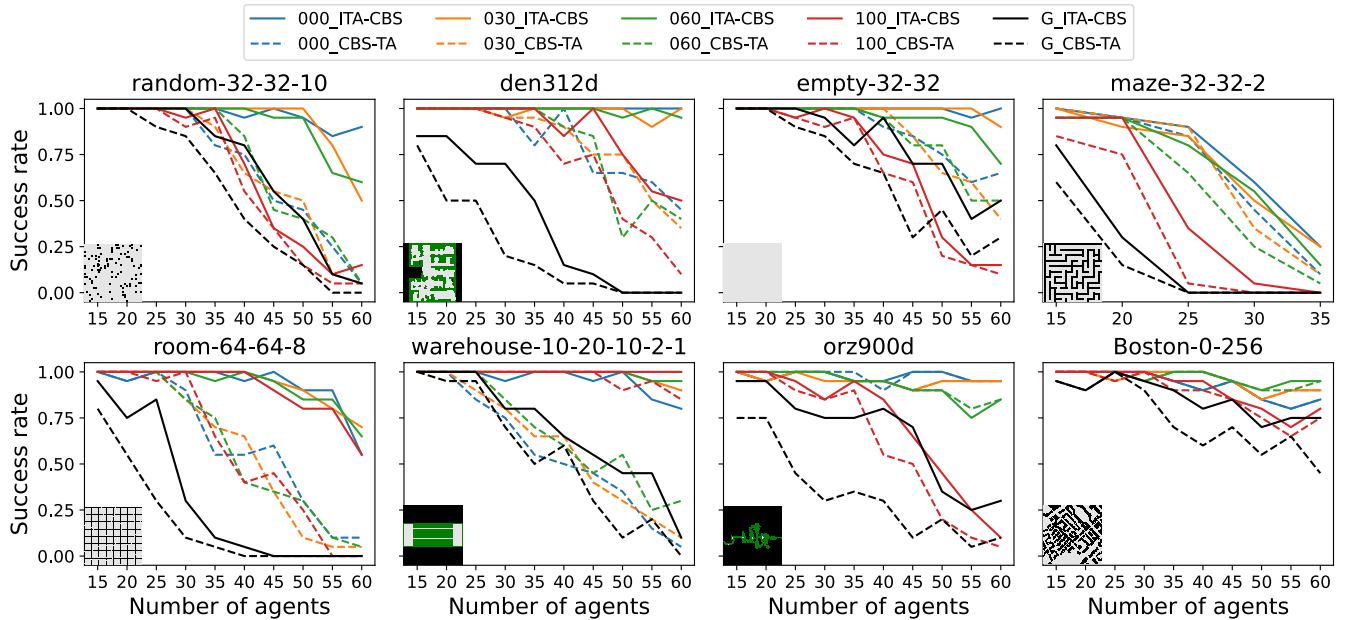 000_ITA-CBS 030_ITA-CBS 060_ITA-CBS 100_ITA-CBS G_ITA-CBS
000_CBS-TA 030_CBS-TA 060_CBS-TA 100_CBS-TA G_CBS-TA
random-32-32-10 den312d empty-32-32 maze-32-32-2
Success rate
1.00
0.75
0.50
0.25
0.00
15 20 25 30 35 40 45 50 55 60 15 20 25 30 35 40 45 50 55 60 15 20 25 30 35 40 45 50 55 60 15 20 25 30 35
room-64-64-8 warehouse-10-20-10-2-1 orz900d Boston-0-256
Success rate
1.00
0.75
0.50
0.25
0.00
15 20 25 30 35 40 45 50 55 60 15 20 25 30 35 40 45 50 55 60 15 20 25 30 35 40 45 50 55 60 15 20 25 30 35 40 45 50 55 60
Number of agents Number of agents Number of agents Number of agents